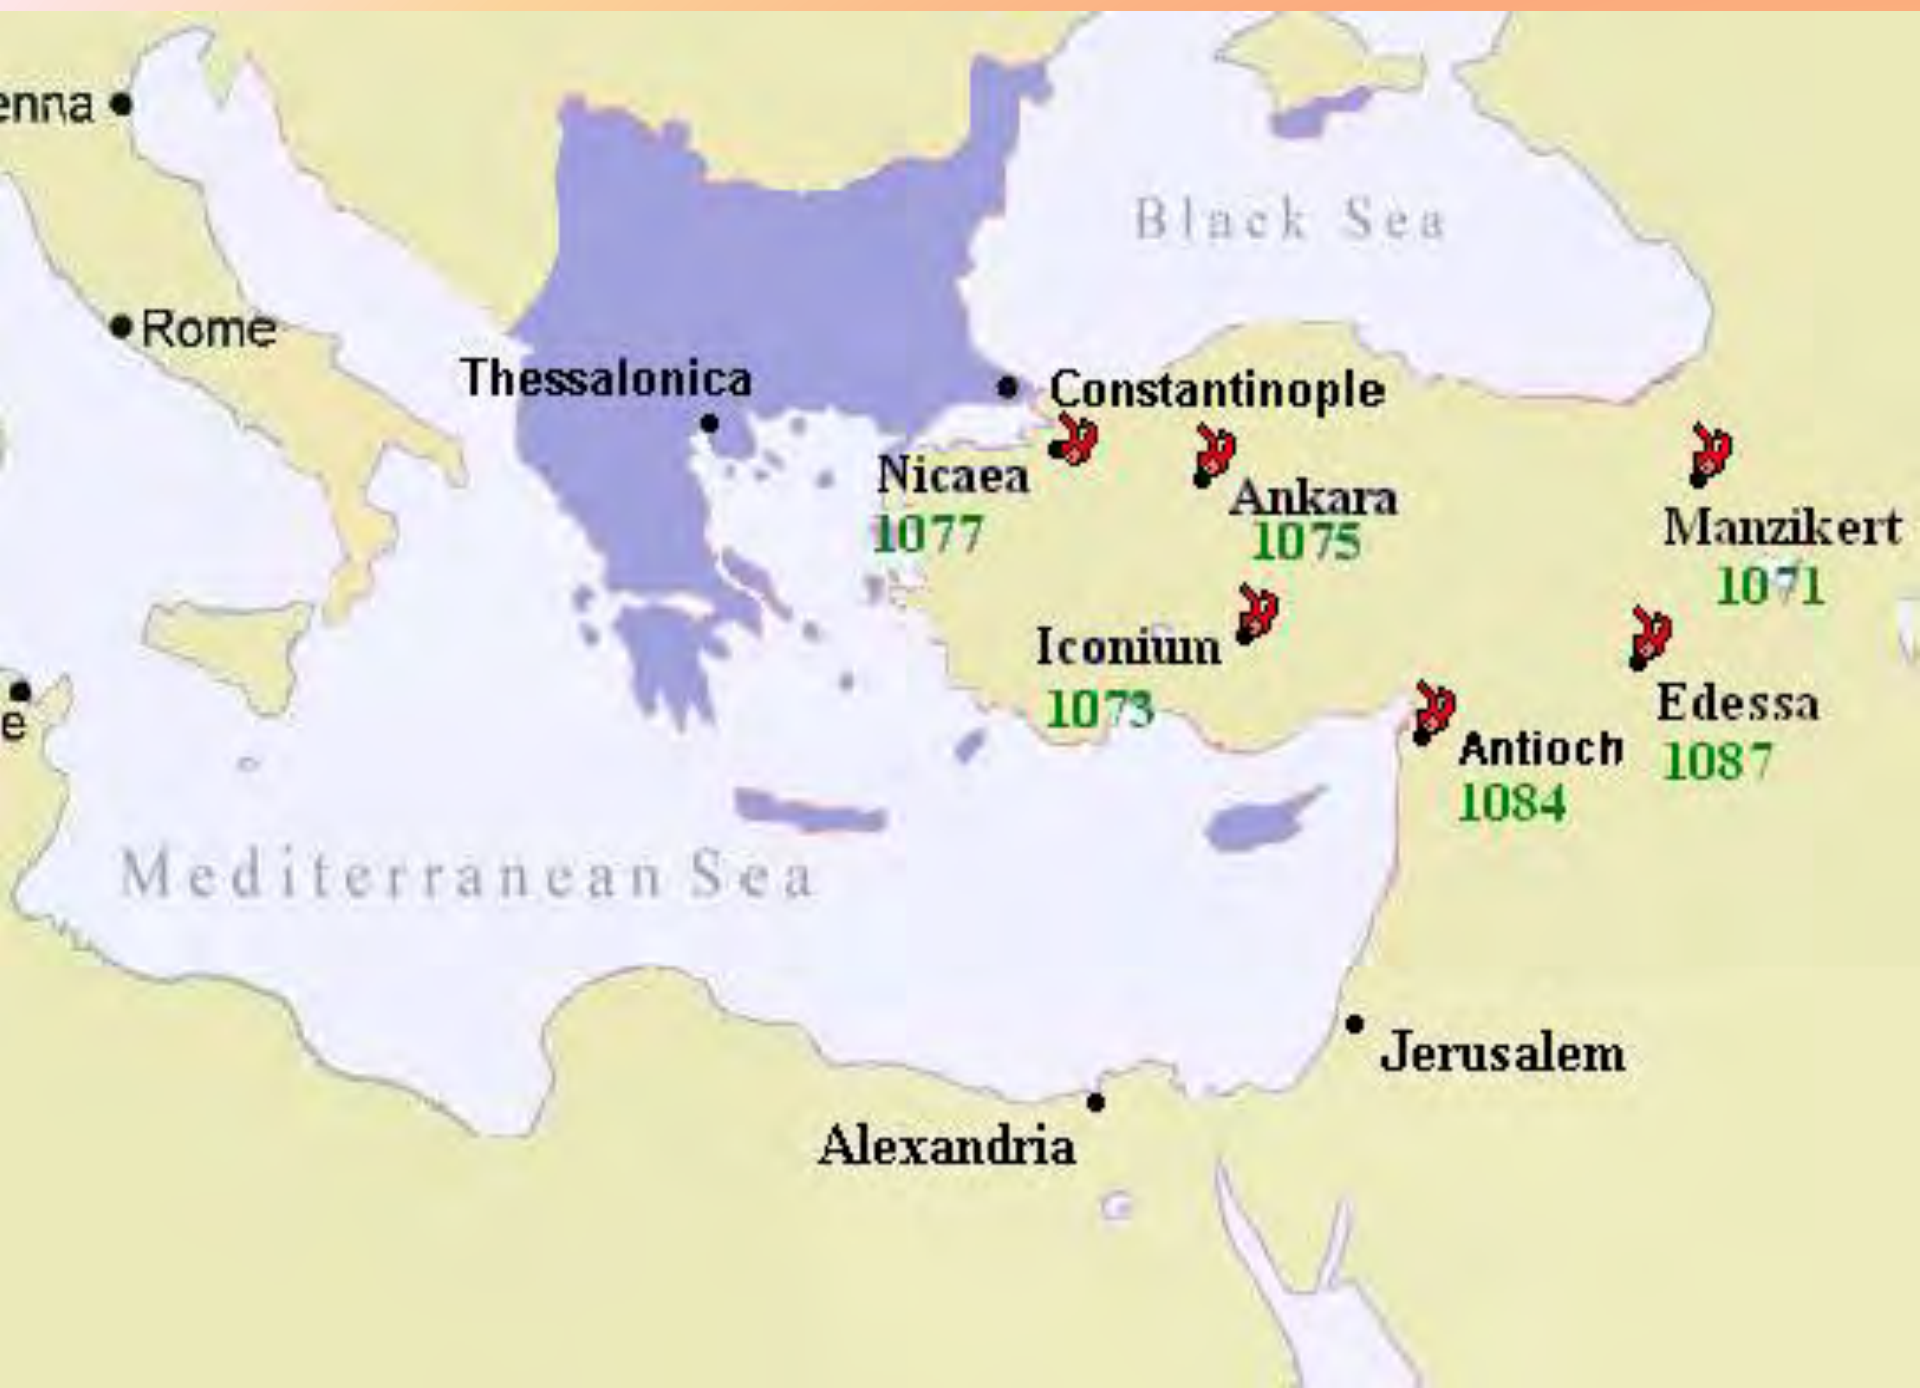 enna
Black Sea
Rome
Thessalonica
Constantinople
Nicaea
1077
Ankara
1075
Manzikert
1071
Iconium
1073
Edessa
1087
e
Antioch
1084
Mediterranean Sea
Jerusalem
Alexandria